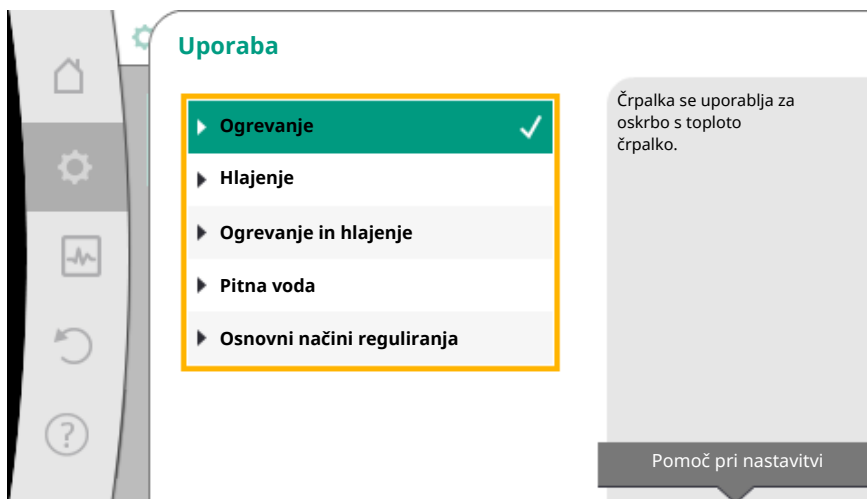 Uporaba
Ogrevanje
Hlajenje
Ogrevanje in hlajenje
Pitna voda
Osnovni načini reguliranja
Črpalka se uporablja za
oskrbo s toploto
črpalko.
Pomoč pri nastavitvi